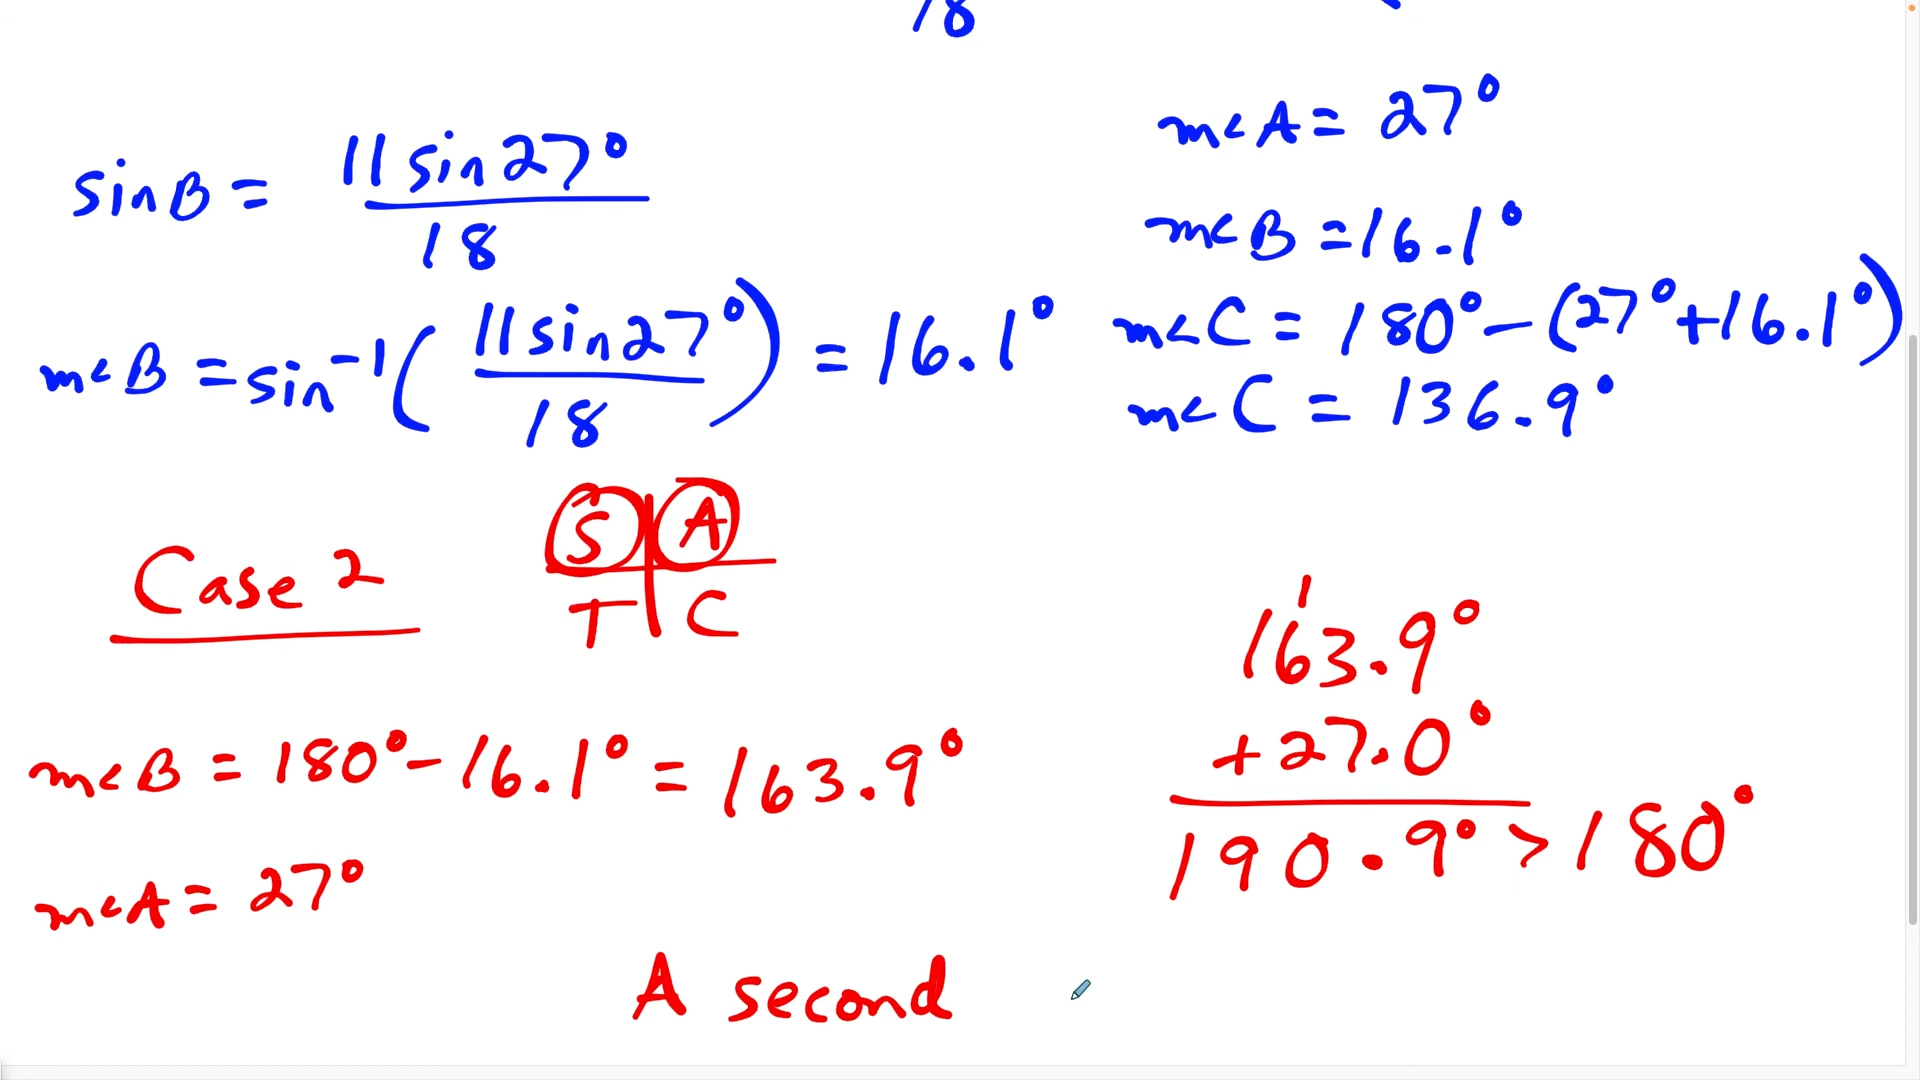 18
sinB = 11 sin 27° / 18
m<B = sin⁻¹( 11 sin 27° / 18 ) = 16.1°
m<A = 27°
m<B = 16.1°
m<C = 180° - (27° + 16.1°)
m<C = 136.9°
Case 2
S A
T C
m<B = 180° - 16.1° = 163.9°
m<A = 27°
1
163.9°
+27.0°
190.9° > 180°
A second